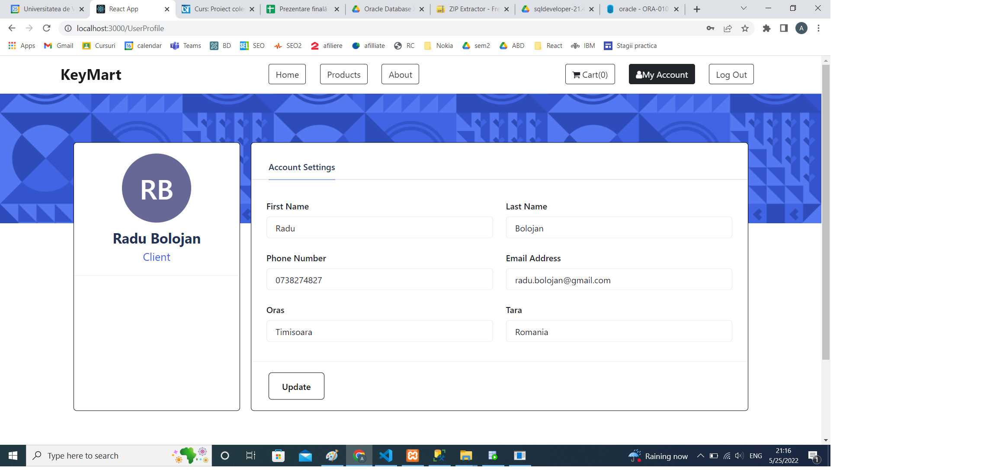 Universitatea de
React App
Curs: Proiect cole
Prezentare finală
Oracle Database
ZIP Extractor - Fre
sqldeveloper-21.4
oracle - ORA-010
localhost:3000/UserProfile
A
Apps
Gmail
Cursuri
calendar
Teams
BD
SEO
SEO2
afiliere
afilliate
RC
Nokia
sem2
ABD
React
IBM
Stagii practica
KeyMart
Home
Products
About
Cart(0)
My Account
Log Out
RB
Radu Bolojan
Client
Account Settings
First Name
Last Name
Radu
Bolojan
Phone Number
Email Address
0738274827
radu.bolojan@gmail.com
Oras
Tara
Timisoara
Romania
Update
Type here to search
Raining now
ENG
21:16
5/25/2022
1